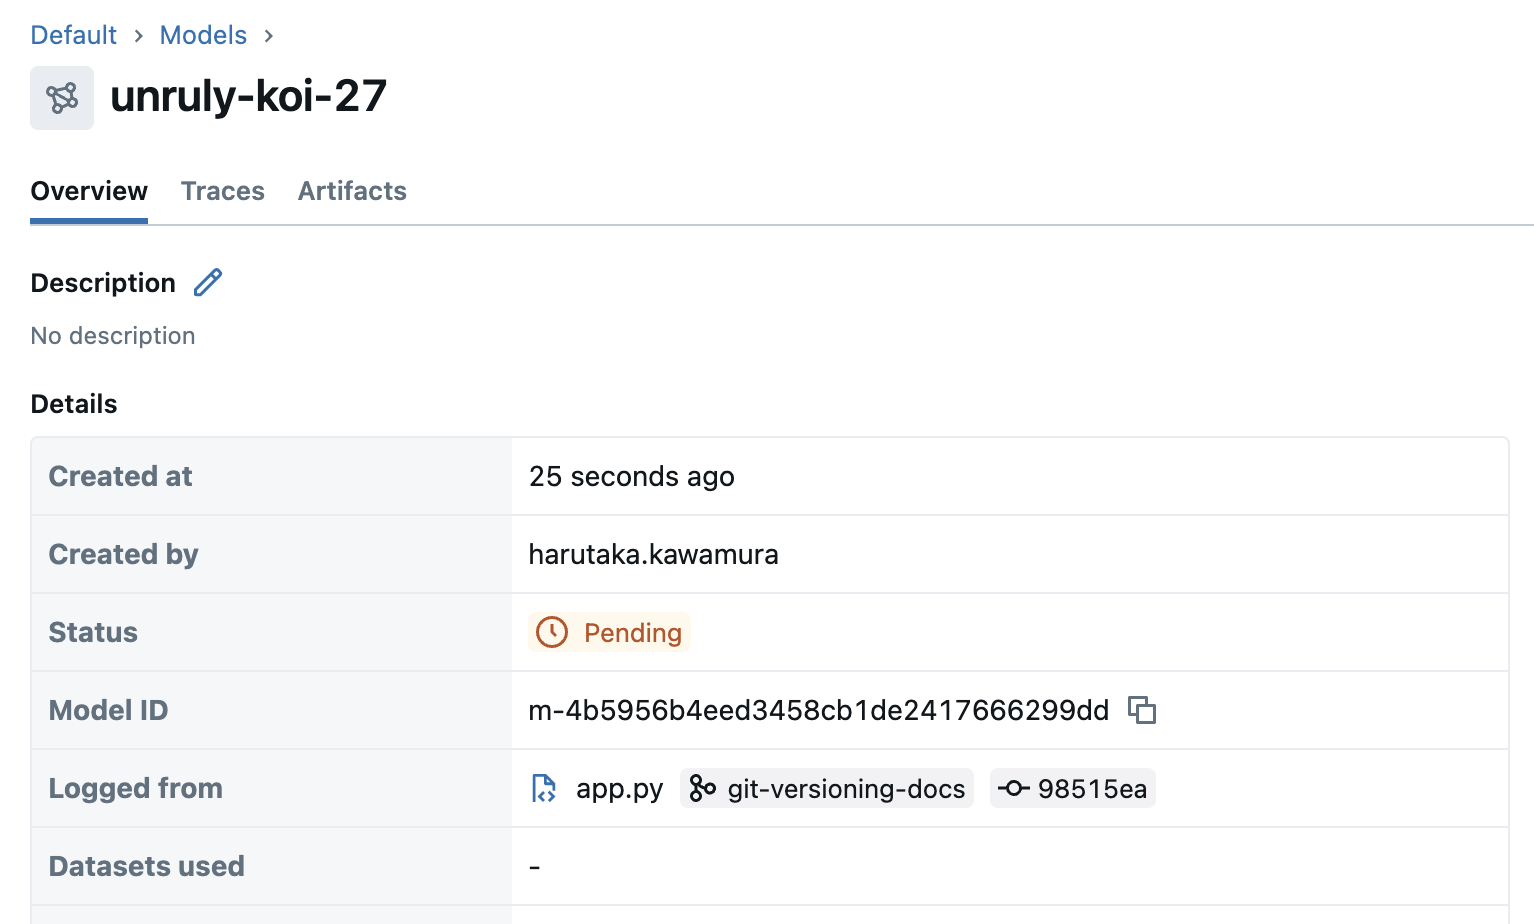 Default > Models >
unruly-koi-27
Overview Traces Artifacts
Description
No description
Details
Created at 25 seconds ago
Created by harutaka.kawamura
Status Pending
Model ID m-4b5956b4eed3458cb1de2417666299dd
Logged from app.py git-versioning-docs 98515ea
Datasets used -